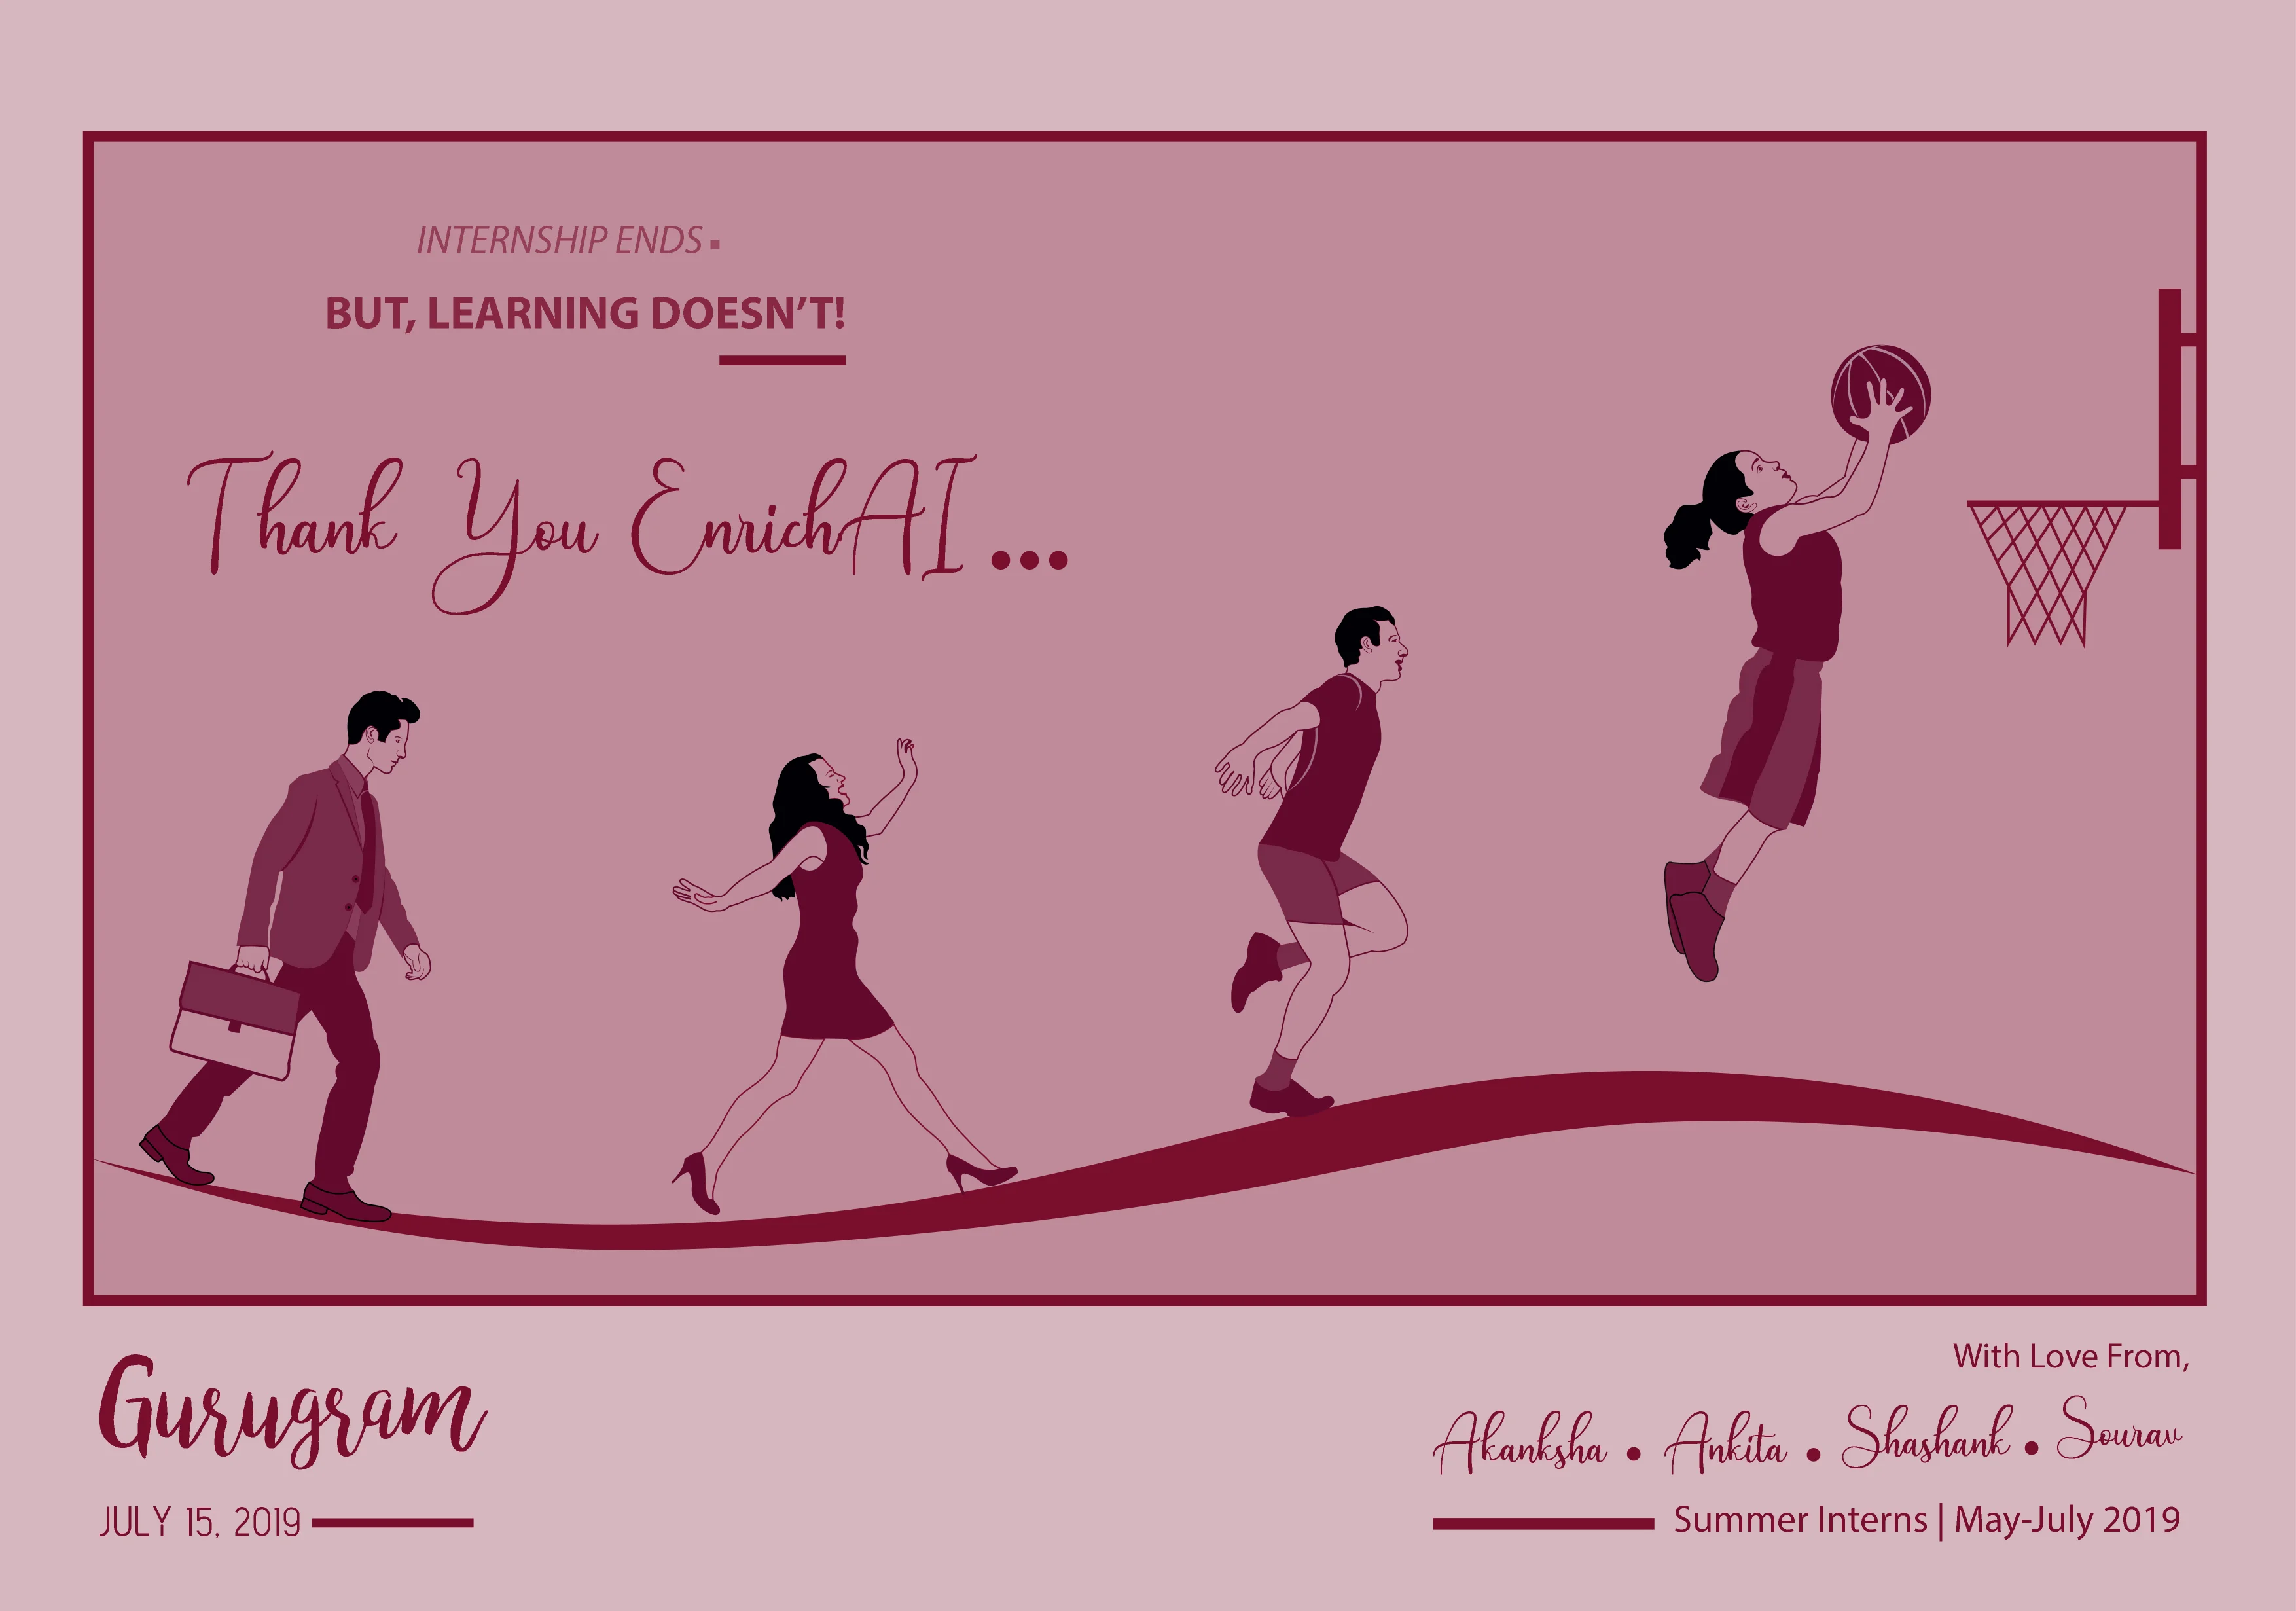 INTERNSHIP ENDS.
BUT, LEARNING DOESN’T!
Thank You EnrichAI...
Gurugram
JULY 15, 2019
With Love From,
Akanksha • Ankita • Shashank • Sourav
Summer Interns | May-July 2019